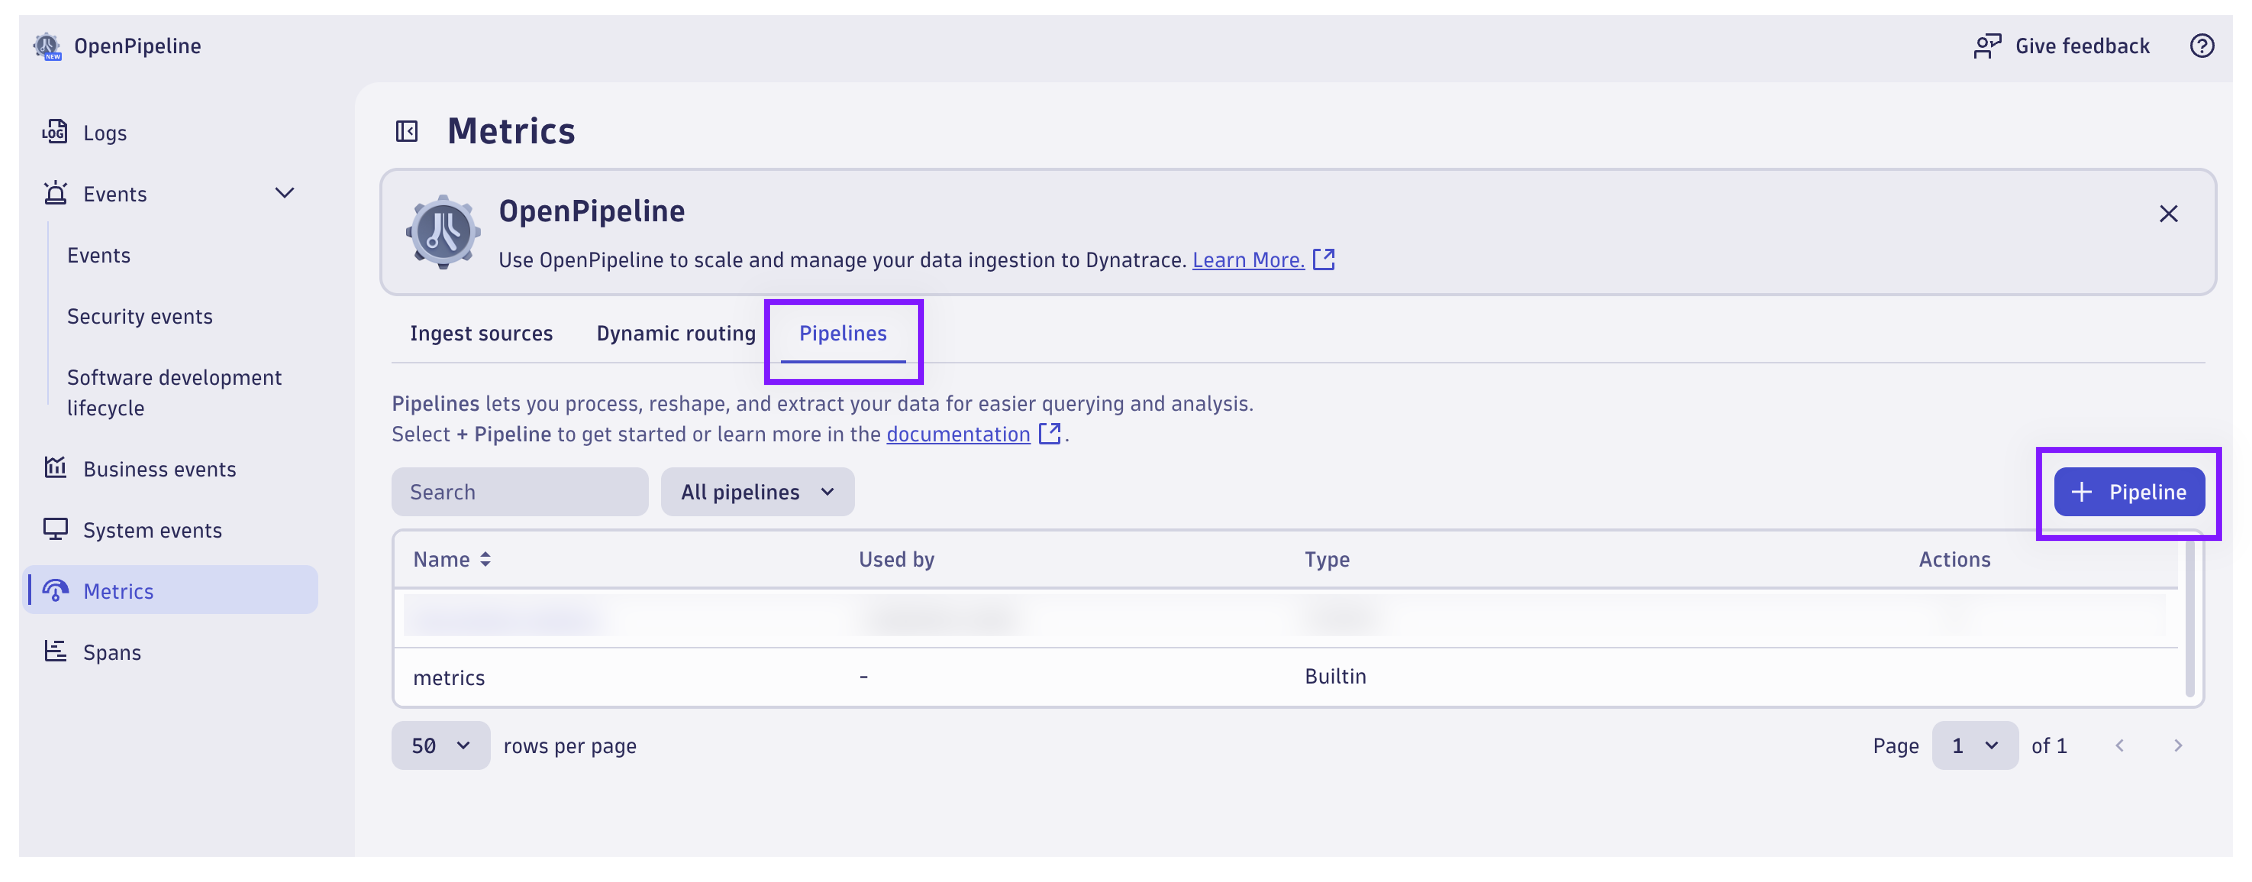 NEW
OpenPipeline
Give feedback
LOG
Logs
Events
Events
Security events
Software development
lifecycle
Business events
System events
Metrics
Spans
Metrics
OpenPipeline
Use OpenPipeline to scale and manage your data ingestion to Dynatrace. Learn More.
Ingest sources
Dynamic routing
Pipelines
Pipelines lets you process, reshape, and extract your data for easier querying and analysis.
Select + Pipeline to get started or learn more in the documentation .
Search
All pipelines
+ Pipeline
Name
Used by
Type
Actions
metrics
-
Builtin
50
rows per page
Page
1
of 1